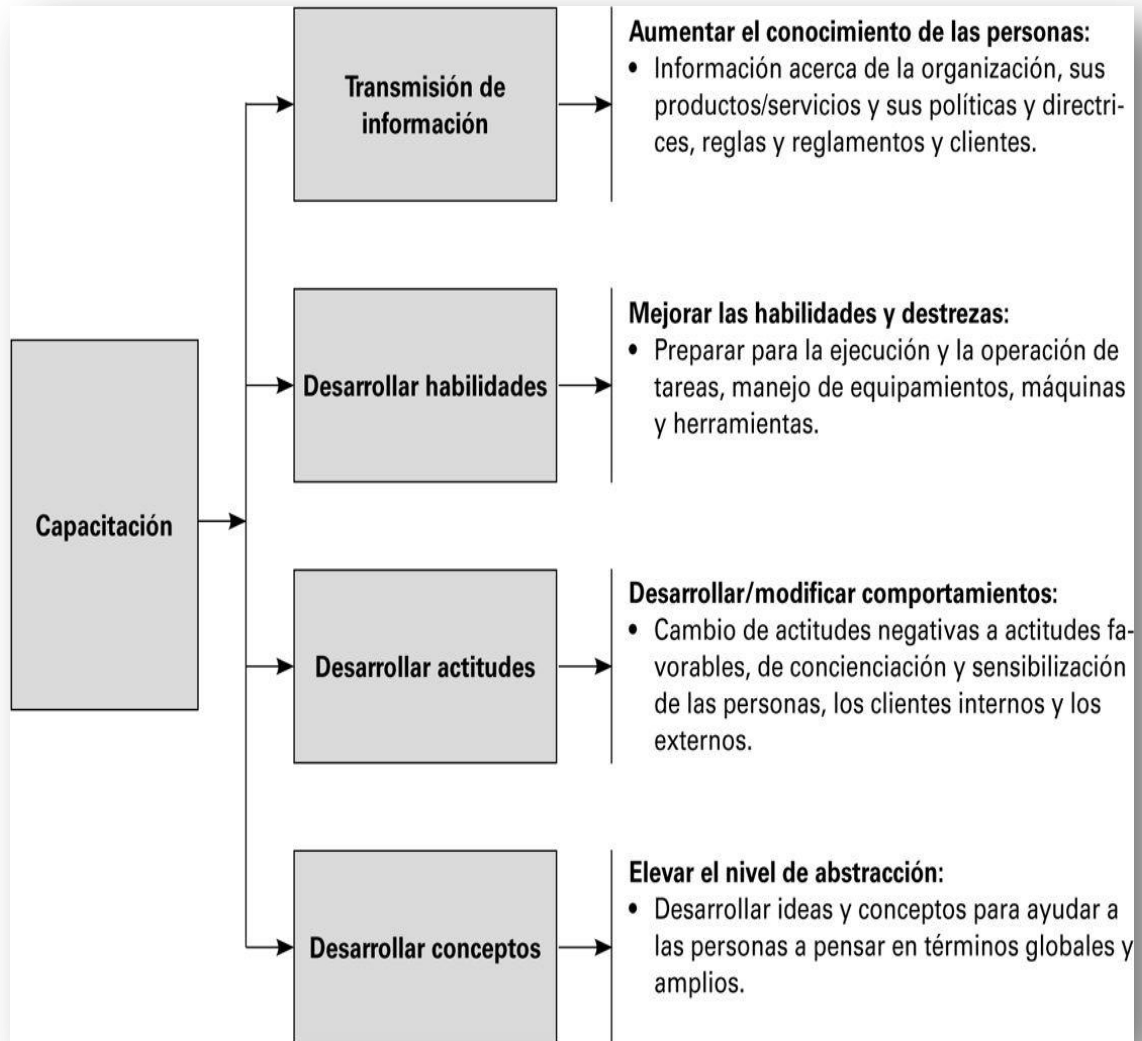 Capacitación
Transmisión de
información
Aumentar el conocimiento de las personas:
• Información acerca de la organización, sus
productos/servicios y sus políticas y directri-
ces, reglas y reglamentos y clientes.
Desarrollar habilidades
Mejorar las habilidades y destrezas:
• Preparar para la ejecución y la operación de
tareas, manejo de equipamientos, máquinas
y herramientas.
Desarrollar actitudes
Desarrollar/modificar comportamientos:
• Cambio de actitudes negativas a actitudes fa-
vorables, de concienciación y sensibilización
de las personas, los clientes internos y los
externos.
Desarrollar conceptos
Elevar el nivel de abstracción:
• Desarrollar ideas y conceptos para ayudar a
las personas a pensar en términos globales y
amplios.